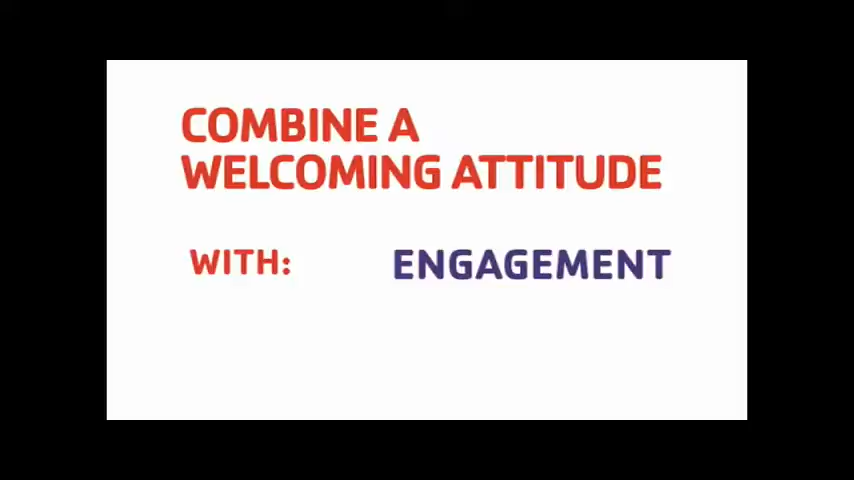 COMBINE A
WELCOMING ATTITUDE
WITH: ENGAGEMENT